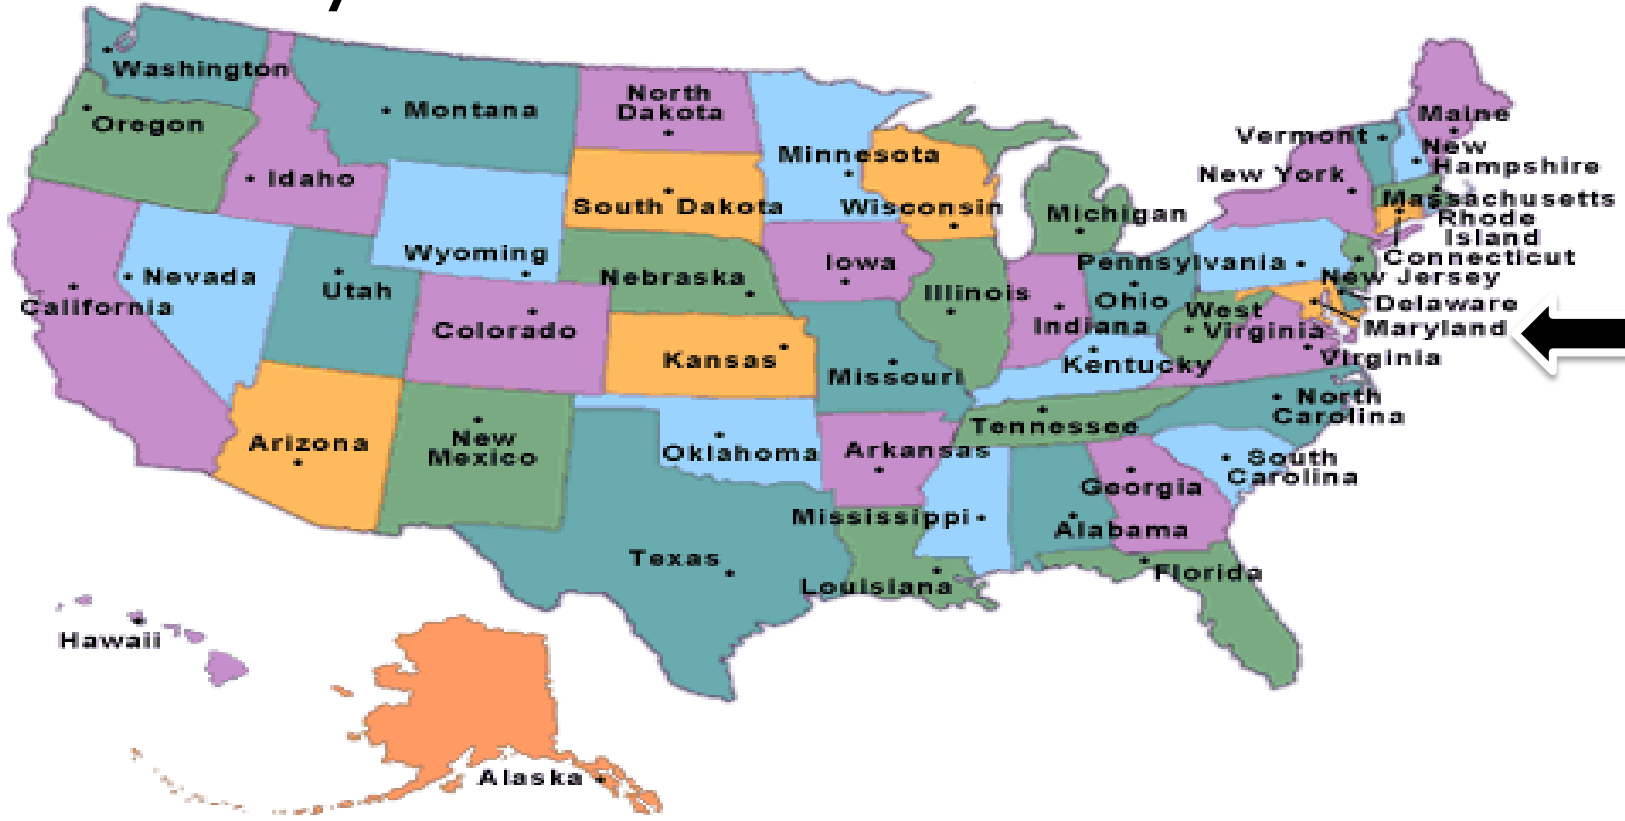 Washington
Oregon
Montana
Idaho
North
Dakota
Minnesota
South Dakota
Wisconsin
Michigan
Maine
Vermont
New
Hampshire
New York
Massachusetts
Rhode
Island
Connecticut
New Jersey
Pennsylvania
Delaware
Maryland
Wyoming
Nevada
California
Utah
Nebraska
Iowa
Illinois
Indiana
Ohio
West
Virginia
Virginia
Kentucky
Colorado
Kansas
Missouri
North
Carolina
Tennessee
South
Carolina
Arizona
New
Mexico
Oklahoma
Arkansas
Georgia
Mississippi
Alabama
Texas
Louisiana
Florida
Hawaii
Alaska